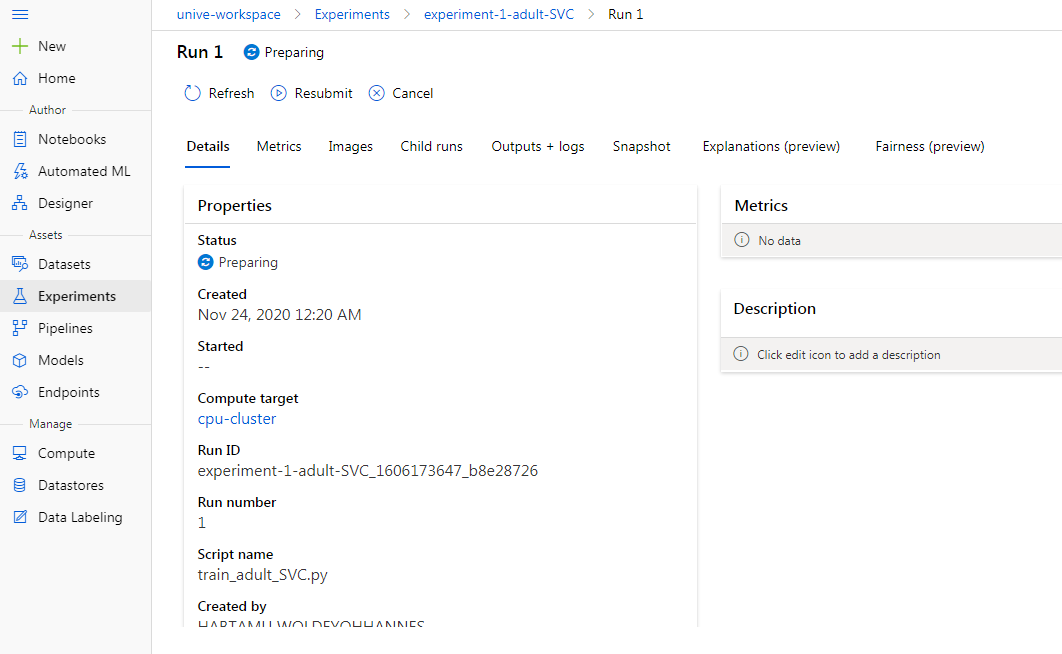 unive-workspace > Experiments > experiment-1-adult-SVC > Run 1
New
Home
Author
Notebooks
Automated ML
Designer
Assets
Datasets
Experiments
Pipelines
Models
Endpoints
Manage
Compute
Datastores
Data Labeling
Run 1 Preparing
Refresh Resubmit Cancel
Details Metrics Images Child runs Outputs + logs Snapshot Explanations (preview) Fairness (preview)
Properties
Status
Preparing
Created
Nov 24, 2020 12:20 AM
Started
--
Compute target
cpu-cluster
Run ID
experiment-1-adult-SVC_1606173647_b8e28726
Run number
1
Script name
train_adult_SVC.py
Created by
HABTAMU WOLDEYOHHANNES
Metrics
No data
Description
Click edit icon to add a description